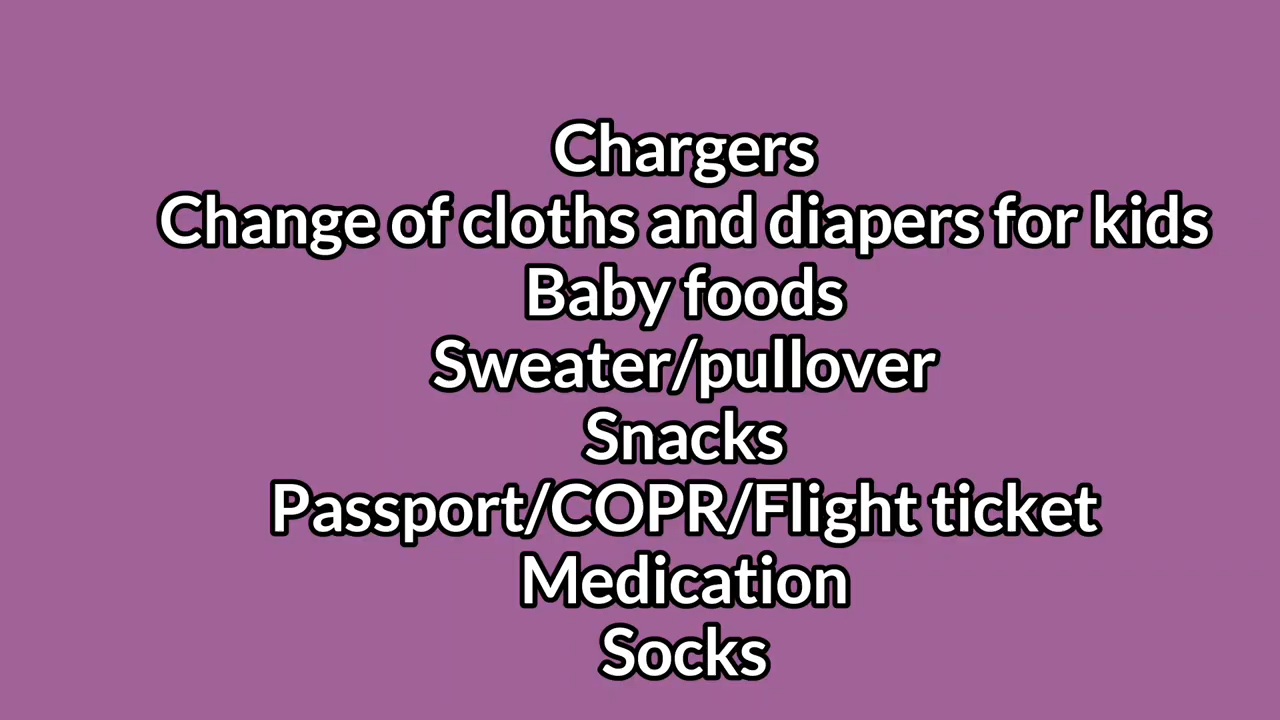 Chargers
Change of cloths and diapers for kids
Baby foods
Sweater/pullover
Snacks
Passport/COPR/Flight ticket
Medication
Socks